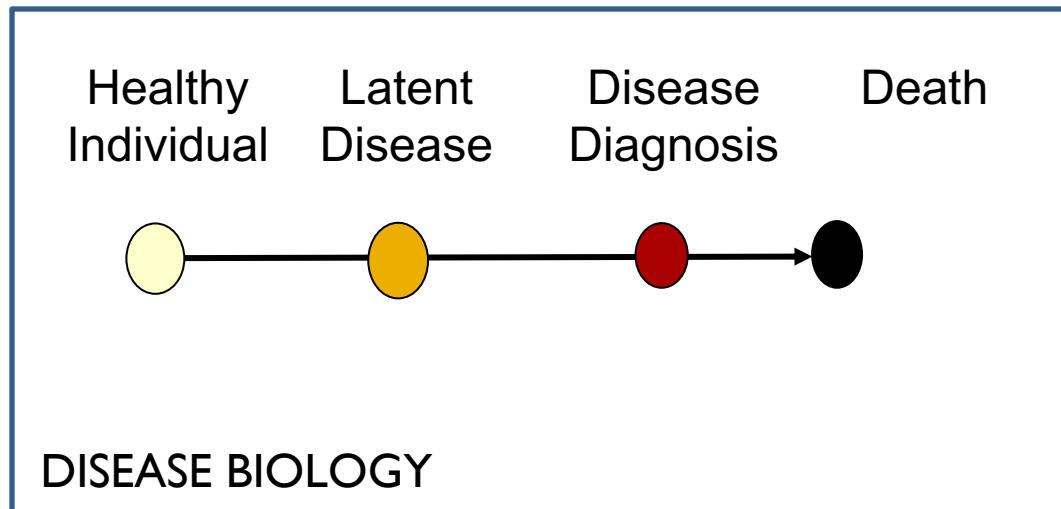 Healthy Individual
Latent Disease
Disease Diagnosis
Death
DISEASE BIOLOGY